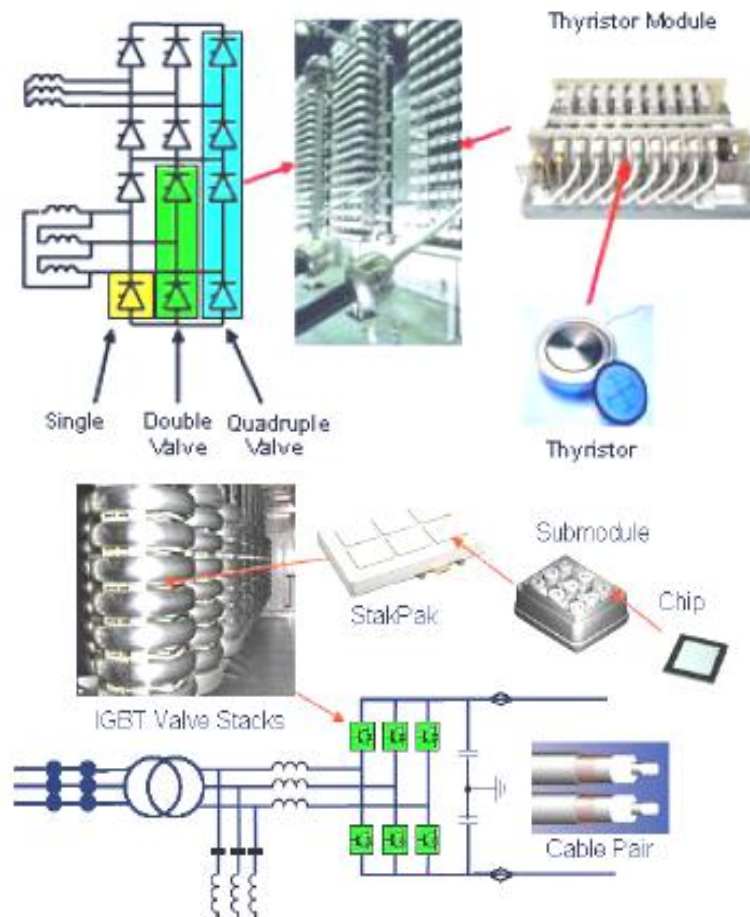 Thyristor Module
Single
Double
Valve
Quadruple
Valve
Thyristor
Submodule
Chip
StakPak
IGBT Valve Stacks
Cable Pair